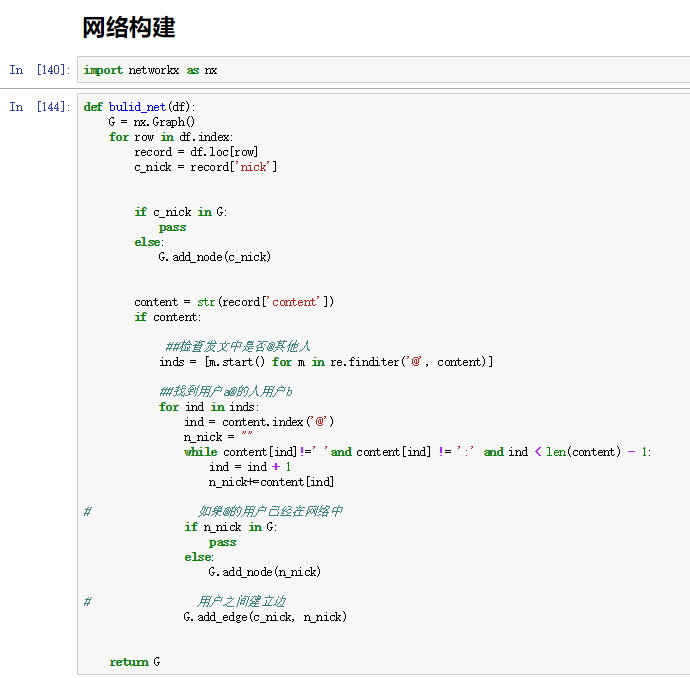 网络构建
In [140]: import networkx as nx
In [144]: def bulid_net(df):
    G = nx.Graph()
    for row in df.index:
        record = df.loc[row]
        c_nick = record['nick']
        if c_nick in G:
            pass
        else:
            G.add_node(c_nick)
        content = str(record['content'])
        if content:
            ##检查发文中是否@其他人
            inds = [m.start() for m in re.finditer('@', content)]
            ##找到用户a@的人用户b
            for ind in inds:
                ind = content.index('@')
                n_nick = ""
                while content[ind]!=' 'and content[ind] != ':' and ind < len(content) - 1:
                    ind = ind + 1
                    n_nick+=content[ind]
#                 如果@的用户已经在网络中
                if n_nick in G:
                    pass
                else:
                    G.add_node(n_nick)
#                 用户之间建立边
                G.add_edge(c_nick, n_nick)
    return G